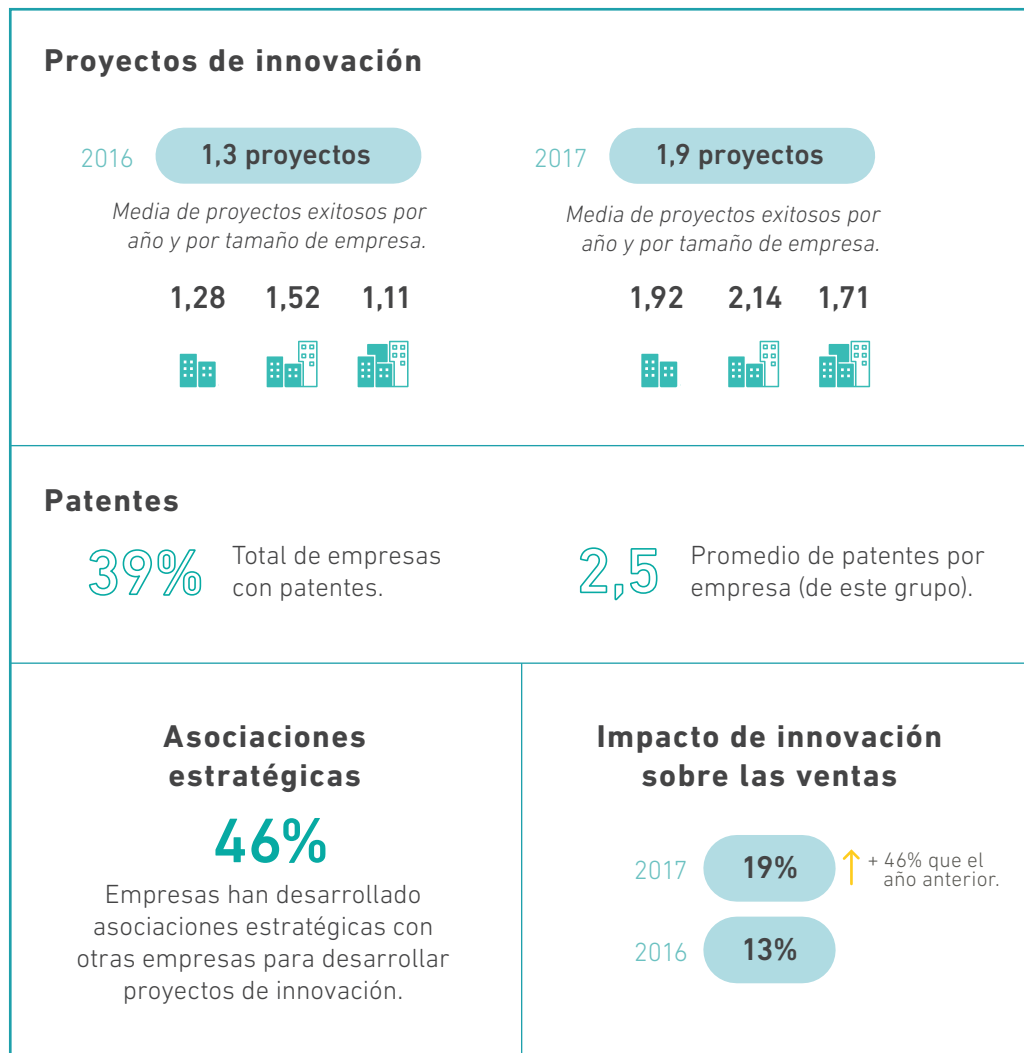 Proyectos de innovación
2016
1,3 proyectos
Media de proyectos exitosos por
año y por tamaño de empresa.
1,28 1,52 1,11
2017
1,9 proyectos
Media de proyectos exitosos por
año y por tamaño de empresa.
1,92 2,14 1,71
Patentes
39%
Total de empresas
con patentes.
2,5
Promedio de patentes por
empresa (de este grupo).
Asociaciones
estratégicas
46%
Empresas han desarrollado
asociaciones estratégicas con
otras empresas para desarrollar
proyectos de innovación.
Impacto de innovación
sobre las ventas
2017 19%
+ 46% que el
año anterior.
2016 13%